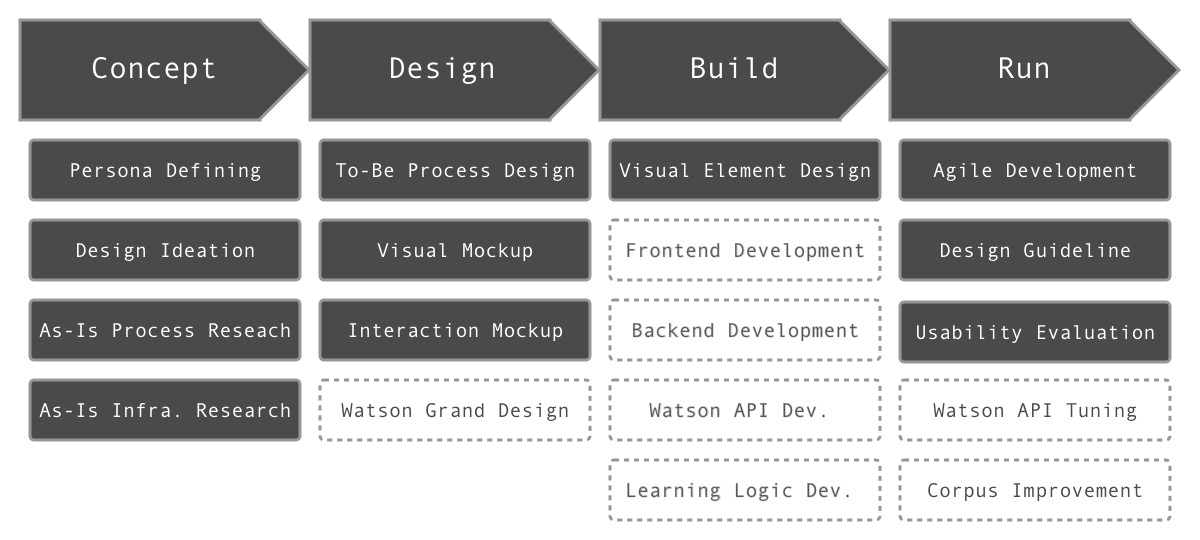 Concept
Design
Build
Run
Persona Defining
To-Be Process Design
Visual Element Design
Agile Development
Design Ideation
Visual Mockup
Frontend Development
Design Guideline
As-Is Process Reseach
Interaction Mockup
Backend Development
Usability Evaluation
As-Is Infra. Research
Watson Grand Design
Watson API Dev.
Watson API Tuning
Learning Logic Dev.
Corpus Improvement